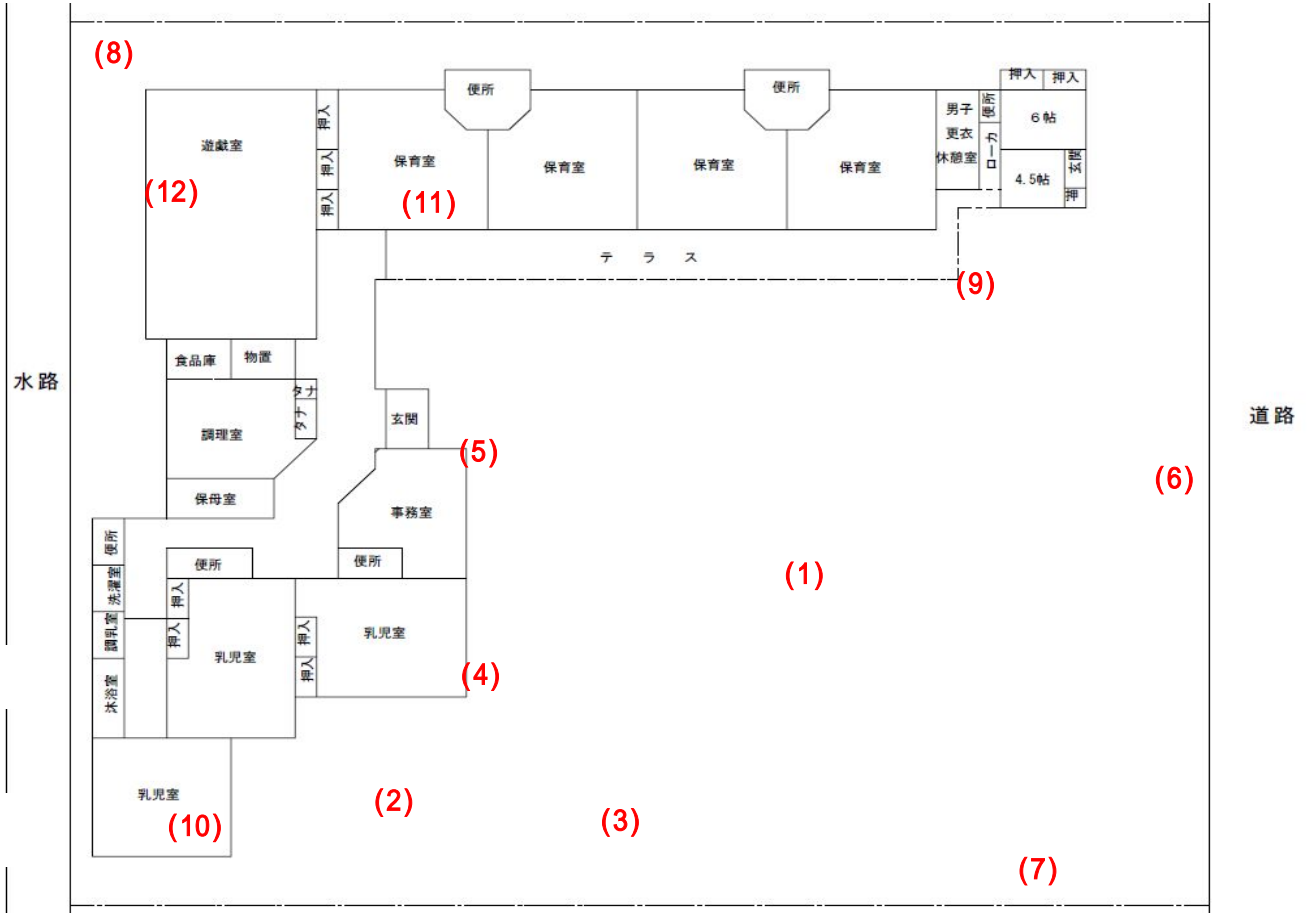 (8)
押入 押入
便所
便所
押入
男子
更衣
休憩室
便所
6帖
遊戯室
保育室
保育室
保育室
保育室
押入
ローカ
玄関
4.5帖
押
(12)
押入
(11)
テラス
(9)
食品庫
物置
水路
タナ
タナ
玄関
道路
調理室
(5)
(6)
保母室
事務室
便所
便所
便所
(1)
洗濯室
押入
調乳室
押入
乳児室
押入
乳児室
押入
(4)
沐浴室
乳児室
(10)
(2)
(3)
(7)